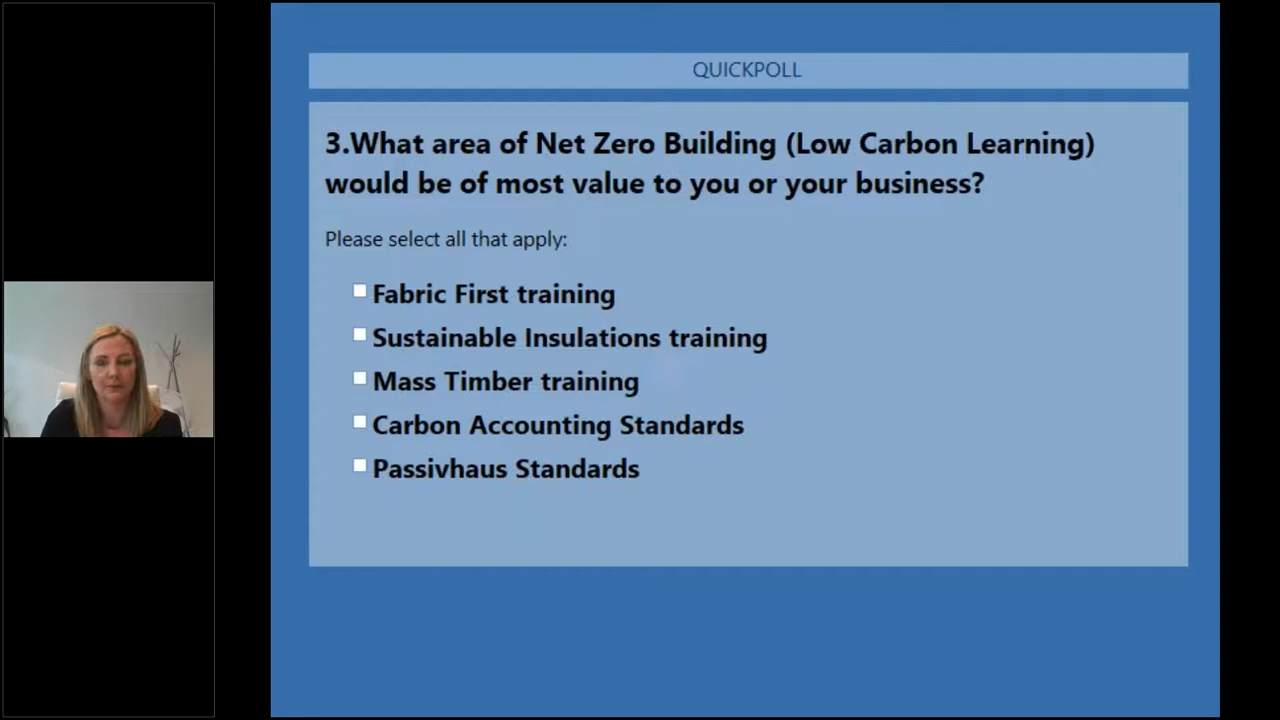 QUICKPOLL
3.What area of Net Zero Building (Low Carbon Learning)
would be of most value to you or your business?
Please select all that apply:
Fabric First training
Sustainable Insulations training
Mass Timber training
Carbon Accounting Standards
Passivhaus Standards